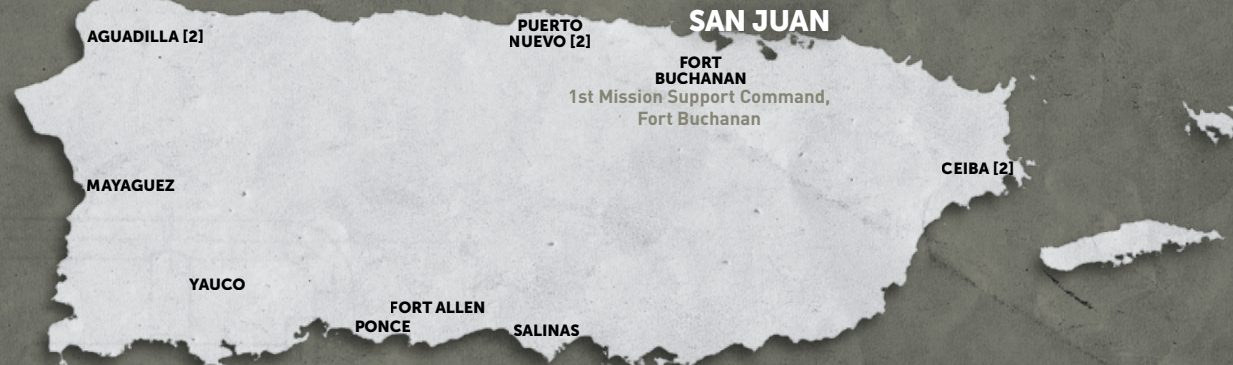 SAN JUAN
AGUADILLA [2]
PUERTO
NUEVO [2]
FORT
BUCHANAN
1st Mission Support Command,
Fort Buchanan
CEIBA [2]
MAYAGUEZ
YAUCO
FORT ALLEN
PONCE
SALINAS